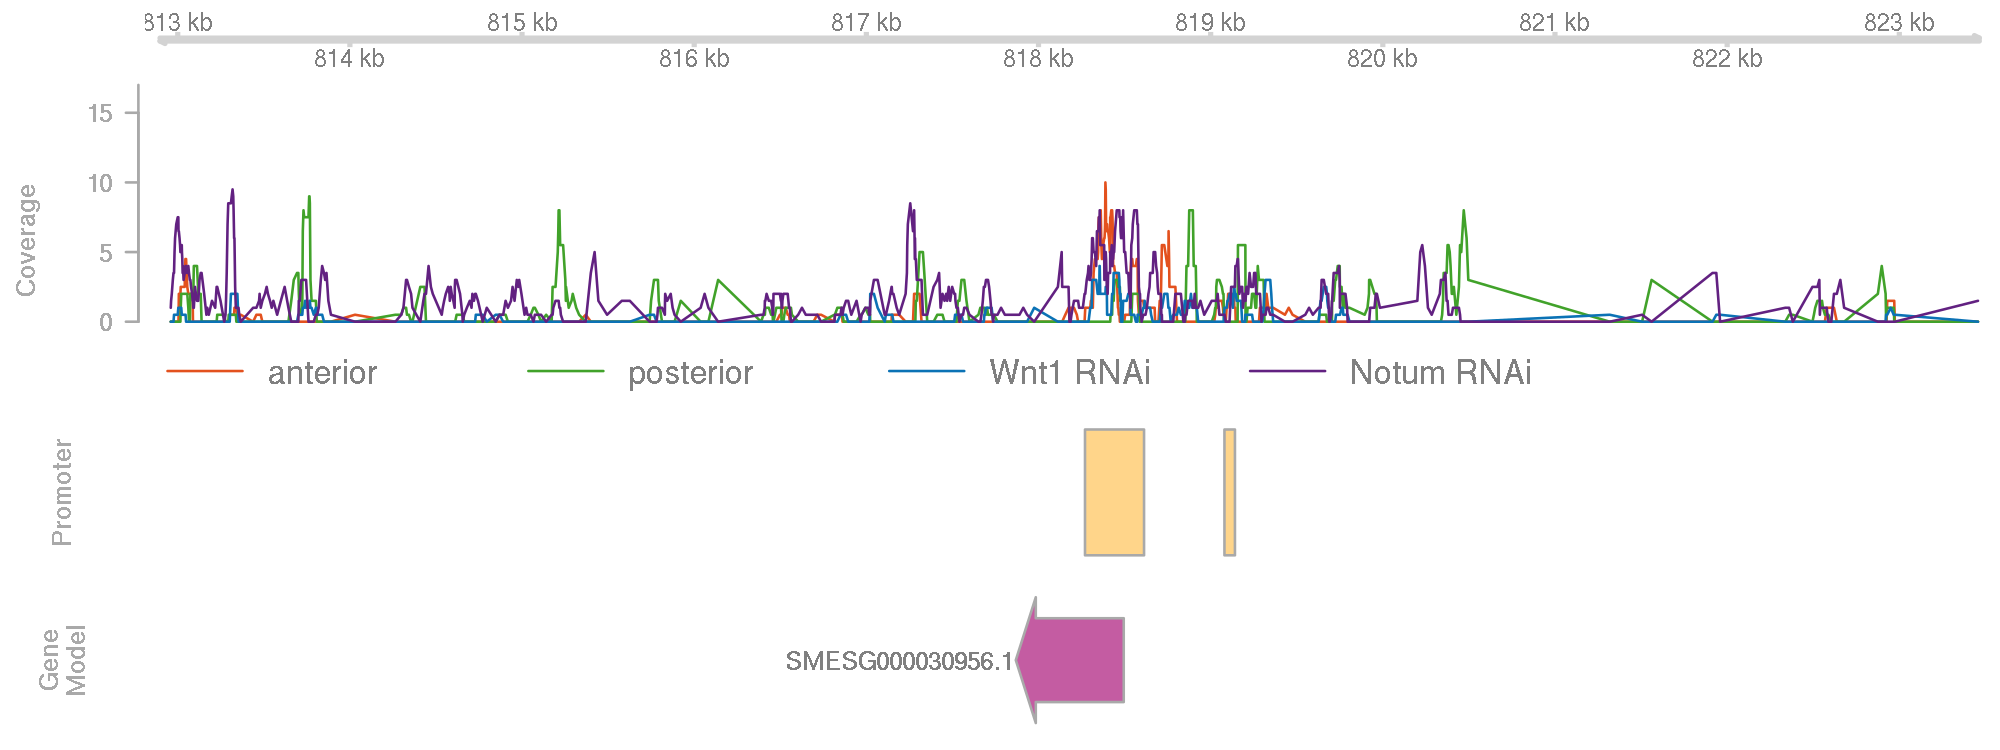 813 kb 815 kb 817 kb 819 kb 821 kb 823 kb
814 kb 816 kb 818 kb 820 kb 822 kb
Coverage
15
10
5
0
anterior posterior Wnt1 RNAi Notum RNAi
Promoter
Gene
Model
SMESG000030956.1